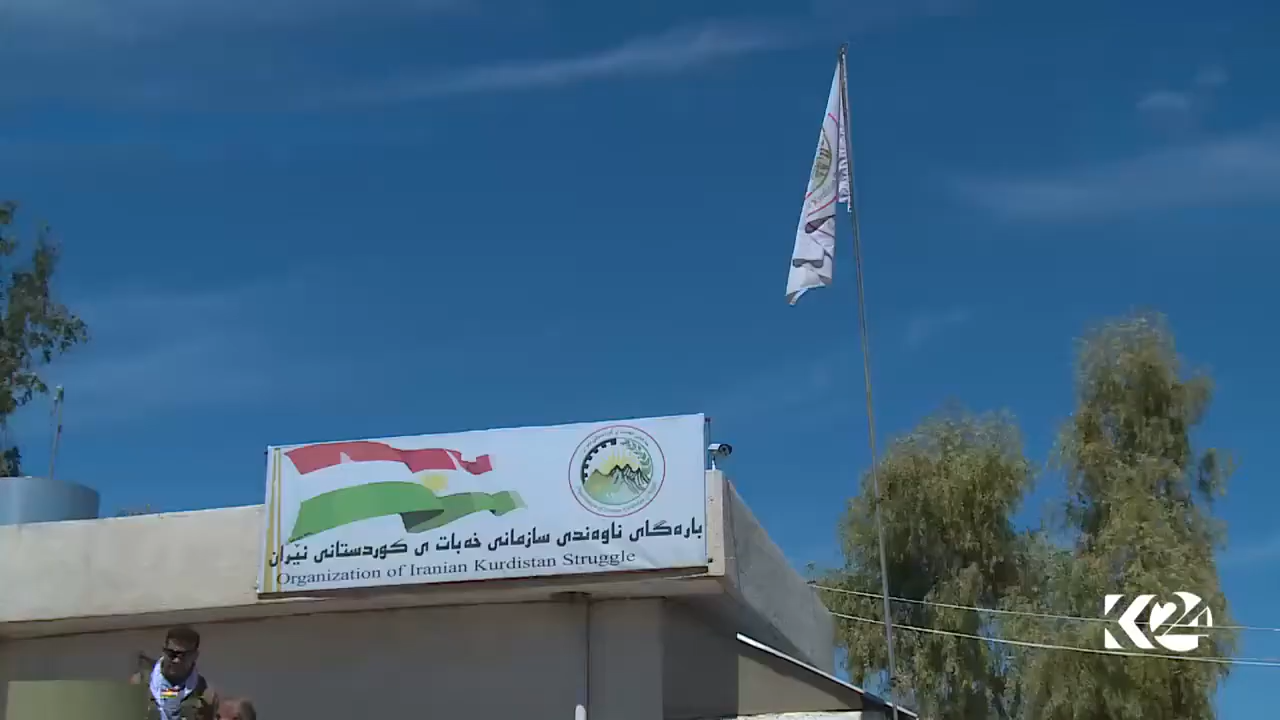 بارەگای ناوەندی سازمانی خەبات ی کوردستانی ئێران
Organization of Iranian Kurdistan Struggle
K24